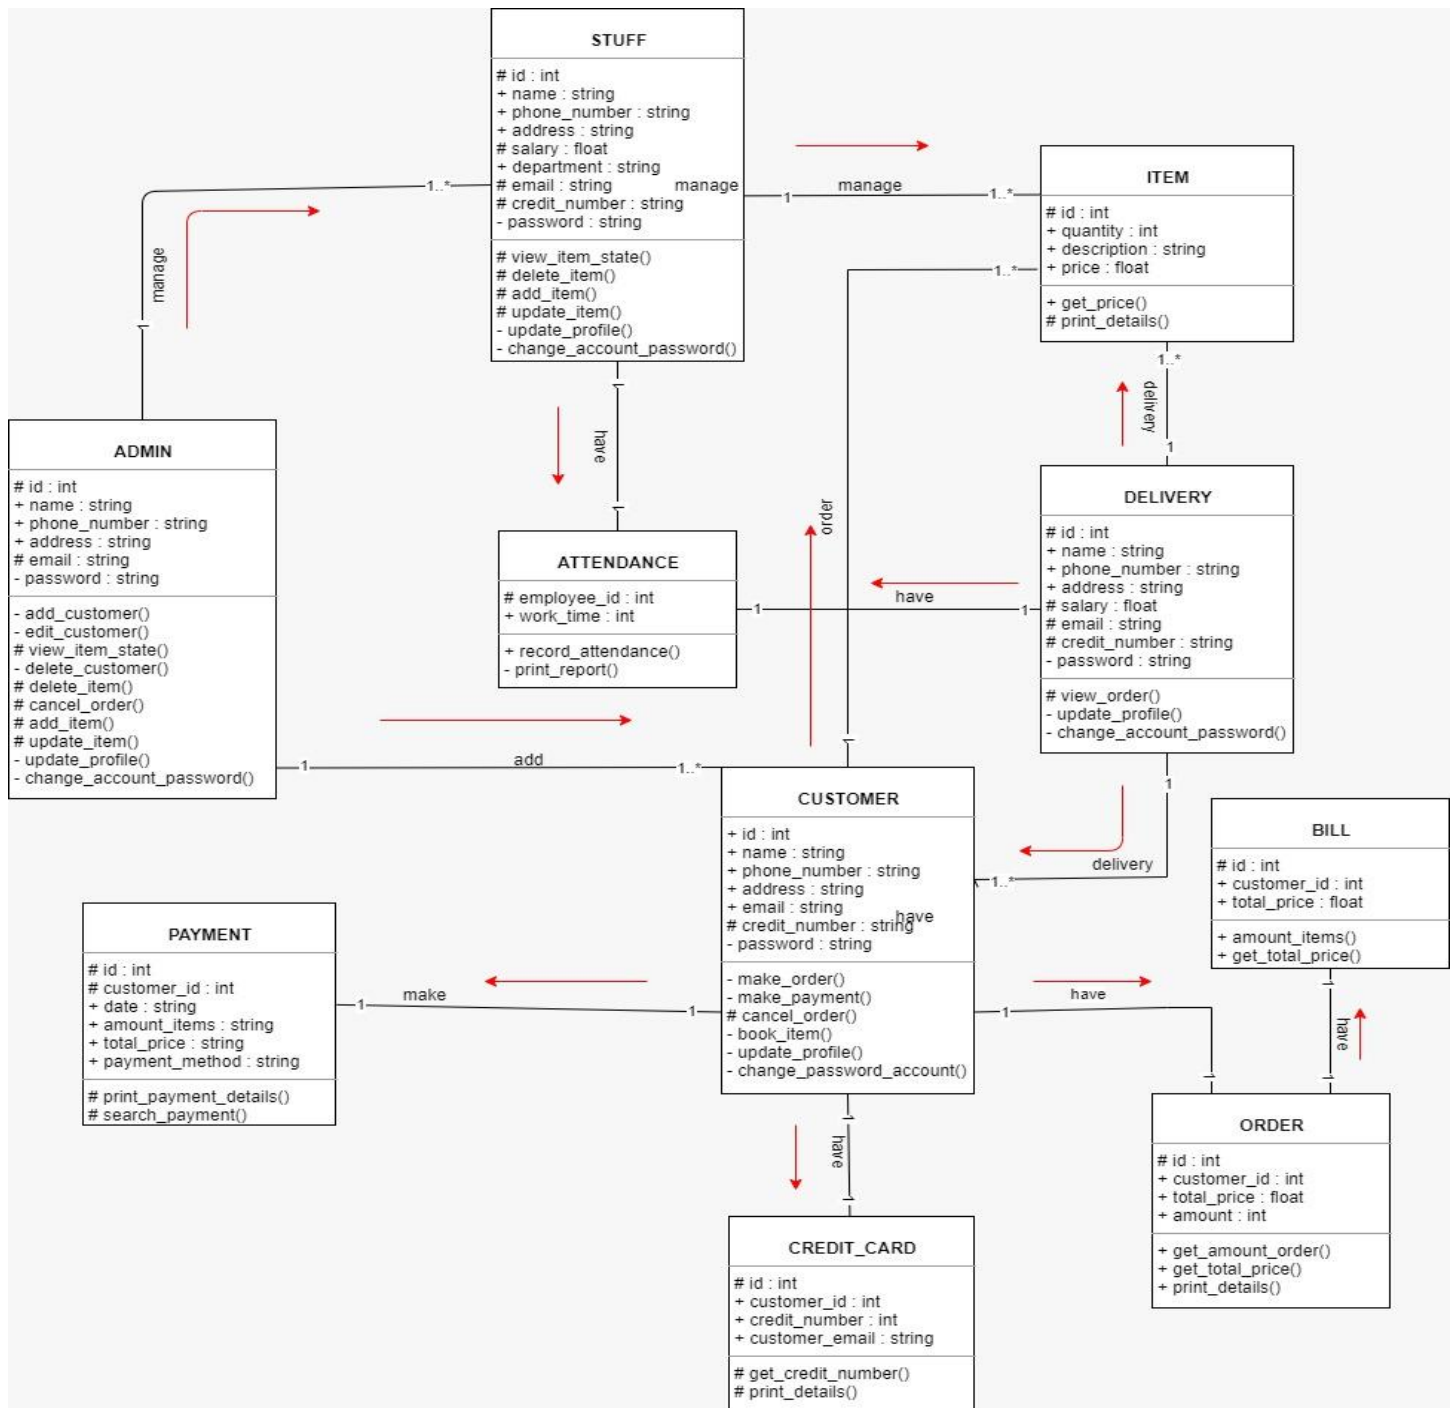 STUFF
# id : int
+ name : string
+ phone_number : string
+ address : string
# salary : float
+ department : string
# email : string
# credit_number : string
- password : string
# view_item_state()
# delete_item()
# add_item()
# update_item()
- update_profile()
- change_account_password()
manage
1
manage
1..*
ITEM
# id : int
+ quantity : int
+ description : string
+ price : float
+ get_price()
# print_details()
1..*
manage
1
1..*
order
1
1
have
1
1..*
delivery
1
ADMIN
# id : int
+ name : string
+ phone_number : string
+ address : string
# email : string
- password : string
- add_customer()
- edit_customer()
# view_item_state()
- delete_customer()
# delete_item()
# cancel_order()
# add_item()
# update_item()
- update_profile()
- change_account_password()
ATTENDANCE
# employee_id : int
+ work_time : int
+ record_attendance()
- print_report()
1
have
1
DELIVERY
# id : int
+ name : string
+ phone_number : string
+ address : string
# salary : float
# email : string
# credit_number : string
- password : string
# view_order()
- update_profile()
- change_account_password()
1
add
1..*
1
delivery
1..*
CUSTOMER
+ id : int
+ name : string
+ phone_number : string
+ address : string
+ email : string
# credit_number : string
have
- password : string
- make_order()
- make_payment()
# cancel_order()
- book_item()
- update_profile()
- change_password_account()
BILL
# id : int
+ customer_id : int
+ total_price : float
+ amount_items()
+ get_total_price()
PAYMENT
# id : int
# customer_id : int
+ date : string
+ amount_items : string
+ total_price : string
+ payment_method : string
# print_payment_details()
# search_payment()
1
make
1
1
have
1
1
have
1
1
have
1
ORDER
# id : int
+ customer_id : int
+ total_price : float
+ amount : int
+ get_amount_order()
+ get_total_price()
+ print_details()
CREDIT_CARD
# id : int
+ customer_id : int
+ credit_number : int
+ customer_email : string
# get_credit_number()
# print_details()